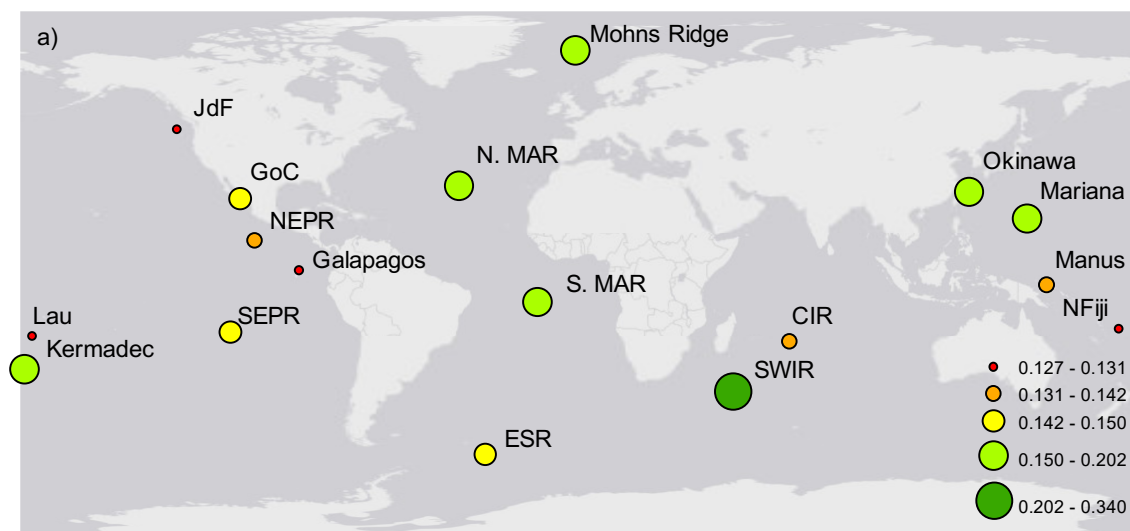 a)
Mohns Ridge
JdF
N. MAR
Okinawa
GoC
Mariana
NEPR
Galapagos
Manus
S. MAR
NFiji
Lau
SEPR
CIR
Kermadec
SWIR
0.127 - 0.131
0.131 - 0.142
0.142 - 0.150
ESR
0.150 - 0.202
0.202 - 0.340